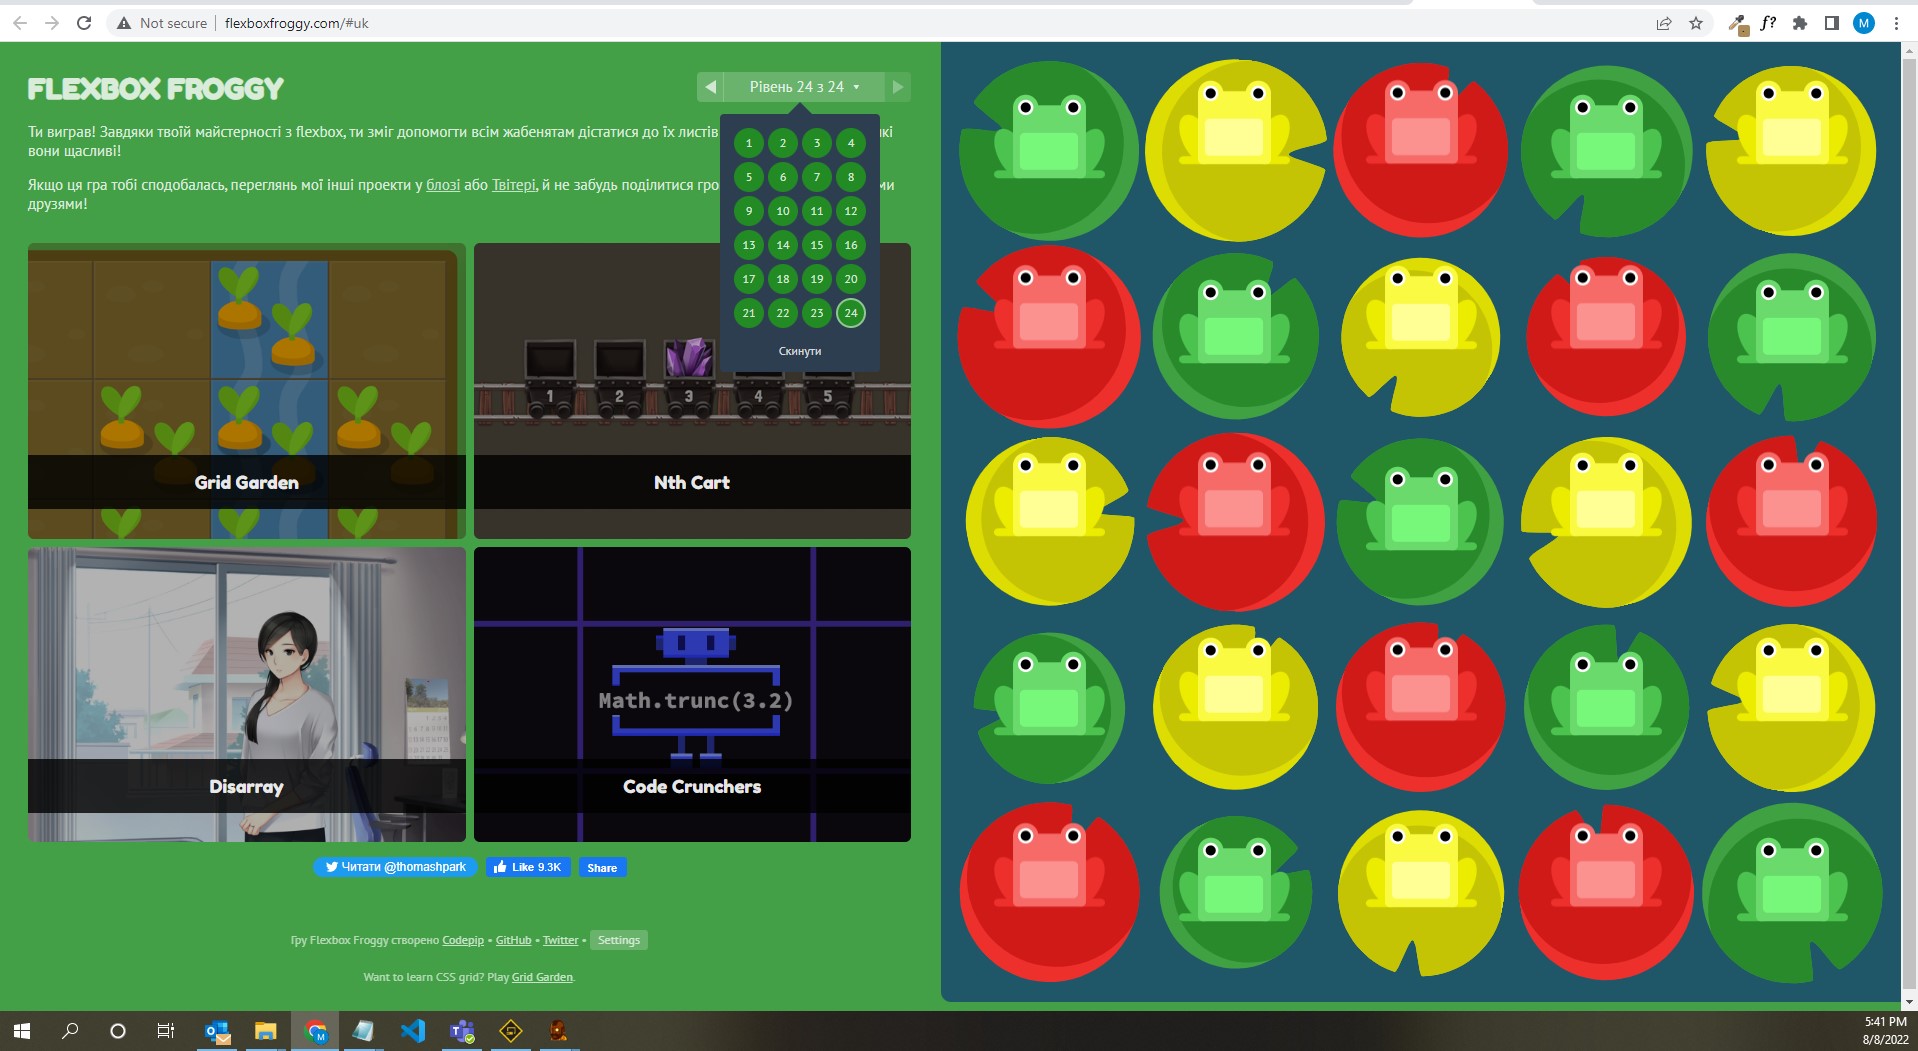 Not secure
flexboxfroggy.com/#uk
f?
M
FLEXBOX FROGGY
Рівень 24 з 24
Ти виграв! Завдяки твоїй майстерності з flexbox, ти зміг допомогти всім жабенятам дістатися до їх листів
вони щасливі!
Якщо ця гра тобі сподобалась, переглянь мої інші проекти у блозі або Твітері, й не забудь поділитися
друзями!
1 2 3 4
5 6 7 8
9 10 11 12
13 14 15 16
17 18 19 20
21 22 23 24
Скинути
1 2 3 4 5
Grid Garden
Nth Cart
Math.trunc(3.2)
Disarray
Code Crunchers
Читати @thomashpark
Like 9.3K
Share
Гру Flexbox Froggy створено Codepip • GitHub • Twitter • Settings
Want to learn CSS grid? Play Grid Garden.
5:41 PM
8/8/2022